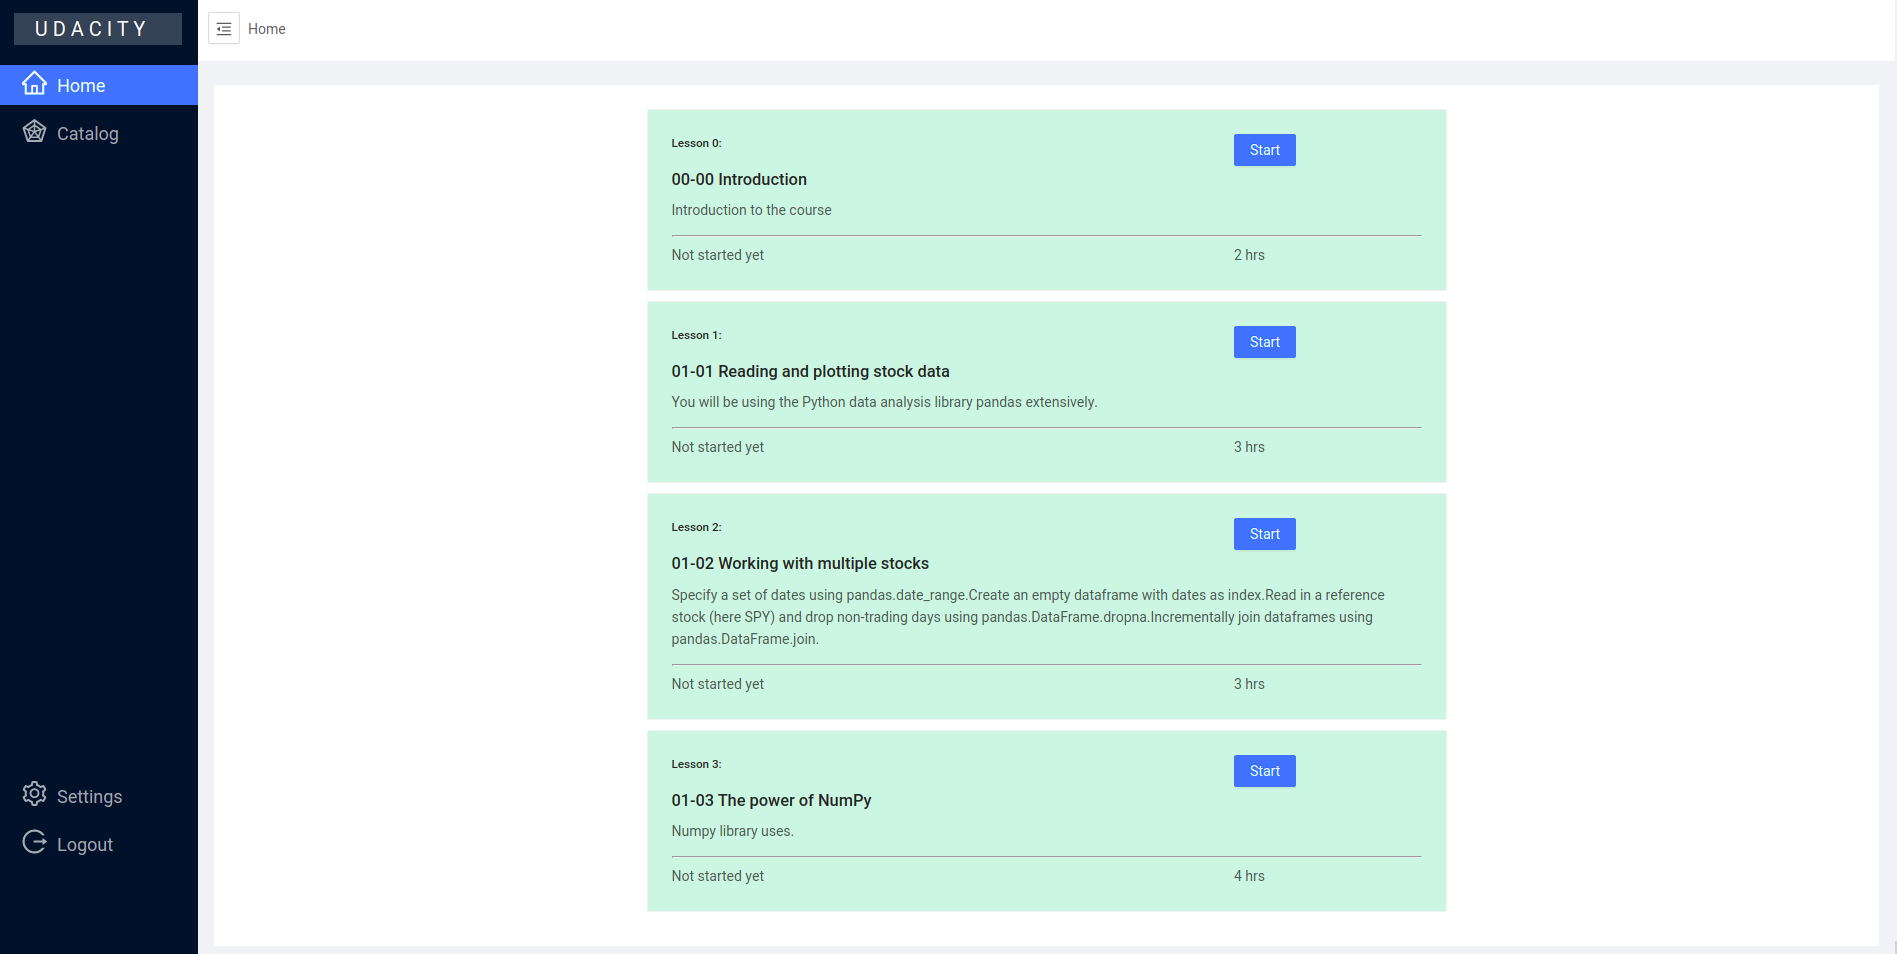 UDACITY
Home
Home
Catalog
Settings
Logout
Lesson 0:
Start
00-00 Introduction
Introduction to the course
Not started yet
2 hrs
Lesson 1:
Start
01-01 Reading and plotting stock data
You will be using the Python data analysis library pandas extensively.
Not started yet
3 hrs
Lesson 2:
Start
01-02 Working with multiple stocks
Specify a set of dates using pandas.date_range.Create an empty dataframe with dates as index.Read in a reference
stock (here SPY) and drop non-trading days using pandas.DataFrame.dropna.Incrementally join dataframes using
pandas.DataFrame.join.
Not started yet
3 hrs
Lesson 3:
Start
01-03 The power of NumPy
Numpy library uses.
Not started yet
4 hrs